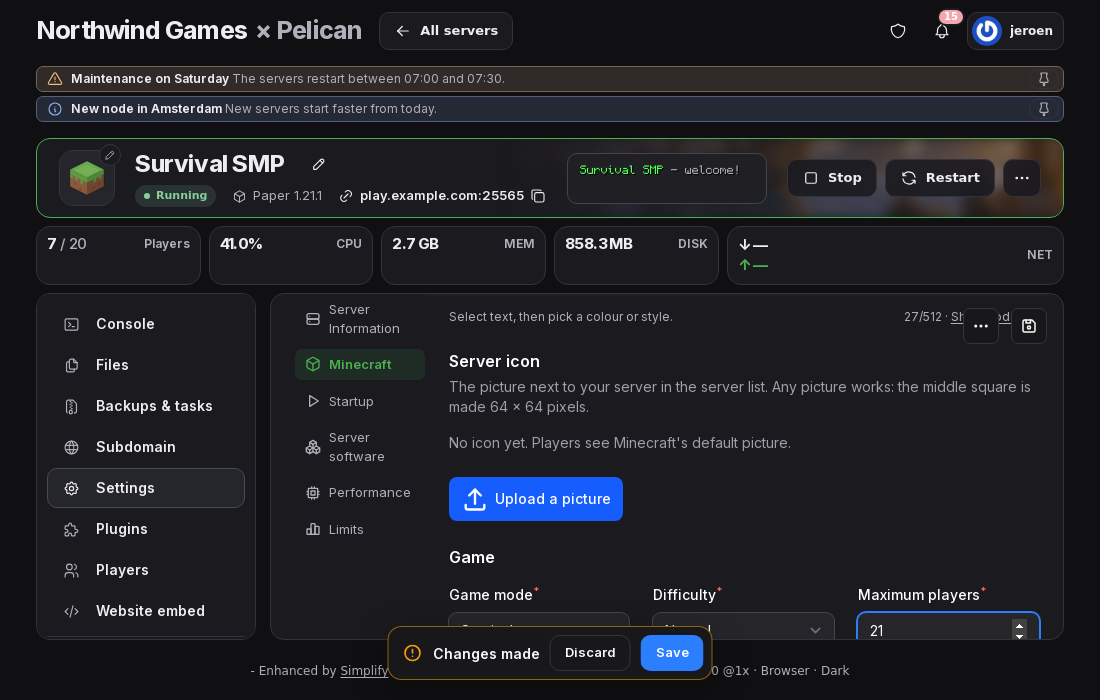 Northwind Games × Pelican
All servers
15
jeroen
Maintenance on Saturday The servers restart between 07:00 and 07:30.
New node in Amsterdam New servers start faster from today.
Survival SMP
Running
Paper 1.21.1
play.example.com:25565
Survival SMP — welcome!
Stop
Restart
7 / 20 Players
41.0% CPU
2.7 GB MEM
858.3 MB DISK
↓—
↑—
NET
Console
Files
Backups & tasks
Subdomain
Settings
Plugins
Players
Website embed
Server
Information
Minecraft
Startup
Server
software
Performance
Limits
Select text, then pick a colour or style.
27/512 ·
Server icon
The picture next to your server in the server list. Any picture works: the middle square is
made 64 × 64 pixels.
No icon yet. Players see Minecraft's default picture.
Upload a picture
Game
Game mode*
Difficulty*
Maximum players*
21
Changes made
Discard
Save
- Enhanced by Simplify
@1x · Browser · Dark